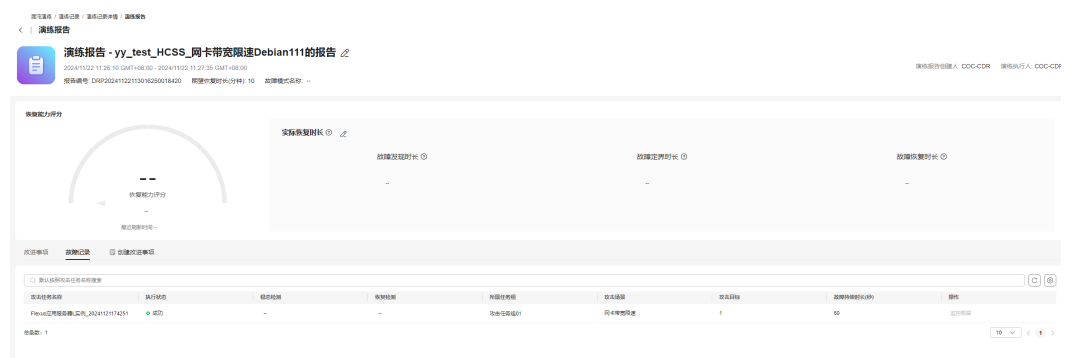 混沌演练 / 演练记录 / 演练记录详情 / 演练报告
演练报告
演练报告 - yy_test_HCSS_网卡带宽限速Debian111的报告
2024/11/22 11:26:10 GMT+08:00 - 2024/11/22 11:27:35 GMT+08:00
报告编号: DRP20241122113016250018420 期望恢复时长(分钟): 10 故障模式名称: --
演练报告创建人: COC-CDR 演练执行人: COC-CDR
恢复能力评分
--
恢复能力评分
--
最近刷新时间--
实际恢复时长
故障发现时长 故障定界时长 故障恢复时长
-- -- --
改进事项 故障记录 创建改进事项
默认按照攻击任务名称搜索
攻击任务名称 执行状态 稳态检测 恢复检测 所属任务组 攻击场景 攻击目标 故障持续时长(秒) 操作
Flexus应用服务器L实例_20241121174251 成功 -- -- 攻击任务组01 网卡带宽限速 1 60 监控数据
总条数: 1
10 < 1 >